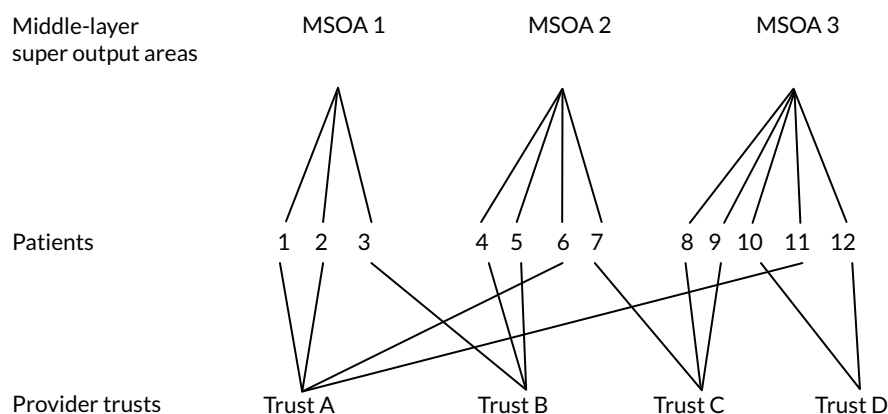 Middle-layer
super output areas
MSOA 1
MSOA 2
MSOA 3
Patients
1 2 3 4 5 6 7 8 9 10 11 12
Provider trusts
Trust A
Trust B
Trust C
Trust D